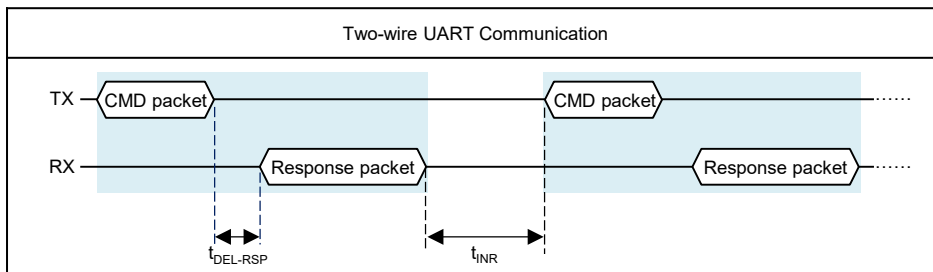 Two-wire UART Communication
TX CMD packet CMD packet ......
RX Response packet Response packet ......
tDEL-RSP tINR